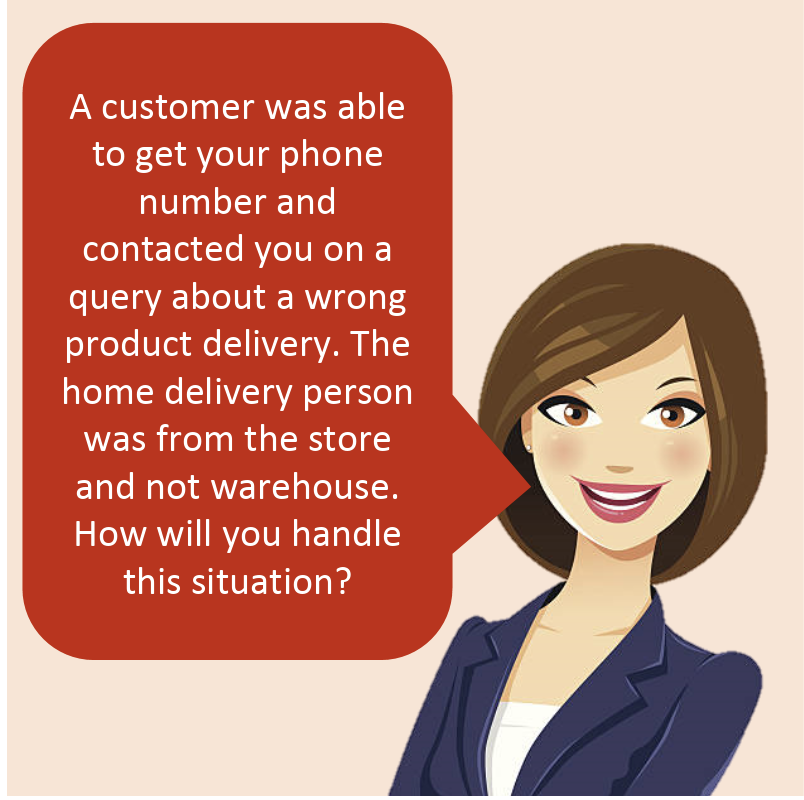 A customer was able
to get your phone
number and
contacted you on a
query about a wrong
product delivery. The
home delivery person
was from the store
and not warehouse.
How will you handle
this situation?